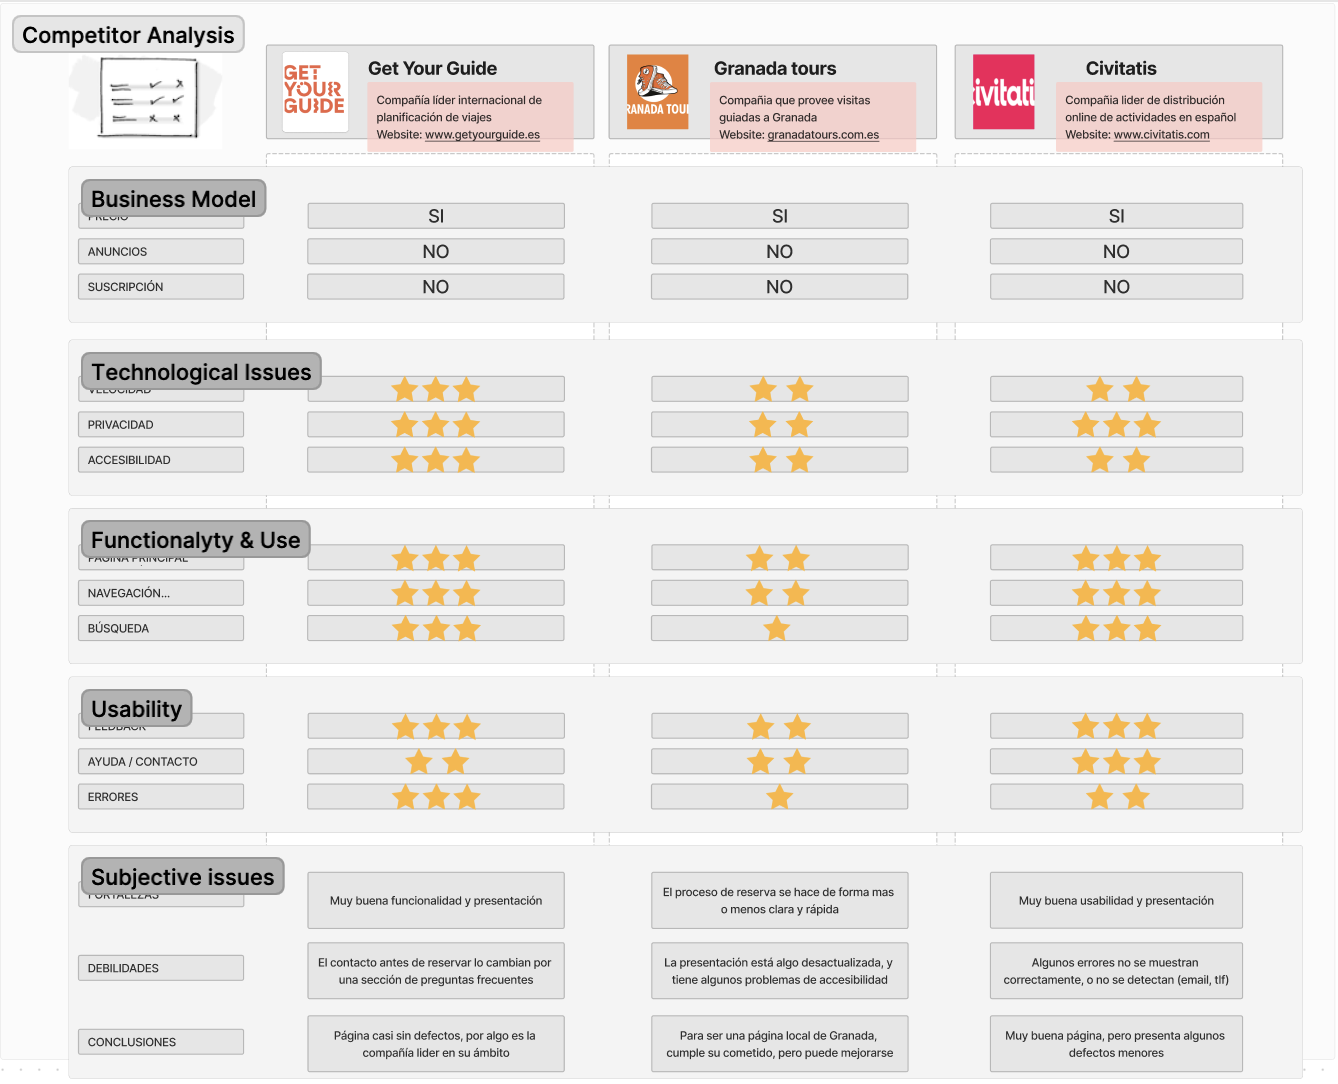 Competitor Analysis
GET
YOUR
GUIDE
Get Your Guide
Compañía líder internacional de
planificación de viajes
Website: www.getyourguide.es
RANADA TOU
Granada tours
Compañia que provee visitas
guiadas a Granada
Website: granadatours.com.es
ivitati
Civitatis
Compañia lider de distribución
online de actividades en español
Website: www.civitatis.com
Business Model
PRECIO
SI
SI
SI
ANUNCIOS
NO
NO
NO
SUSCRIPCIÓN
NO
NO
NO
Technological Issues
VELOCIDAD
PRIVACIDAD
ACCESIBILIDAD
Functionalyty & Use
PÁGINA PRINCIPAL
NAVEGACIÓN...
BÚSQUEDA
Usability
FEEDBACK
AYUDA / CONTACTO
ERRORES
Subjective issues
FORTALEZAS
Muy buena funcionalidad y presentación
El proceso de reserva se hace de forma mas
o menos clara y rápida
Muy buena usabilidad y presentación
DEBILIDADES
El contacto antes de reservar lo cambian por
una sección de preguntas frecuentes
La presentación está algo desactualizada, y
tiene algunos problemas de accesibilidad
Algunos errores no se muestran
correctamente, o no se detectan (email, tlf)
CONCLUSIONES
Página casi sin defectos, por algo es la
compañía lider en su ámbito
Para ser una página local de Granada,
cumple su cometido, pero puede mejorarse
Muy buena página, pero presenta algunos
defectos menores